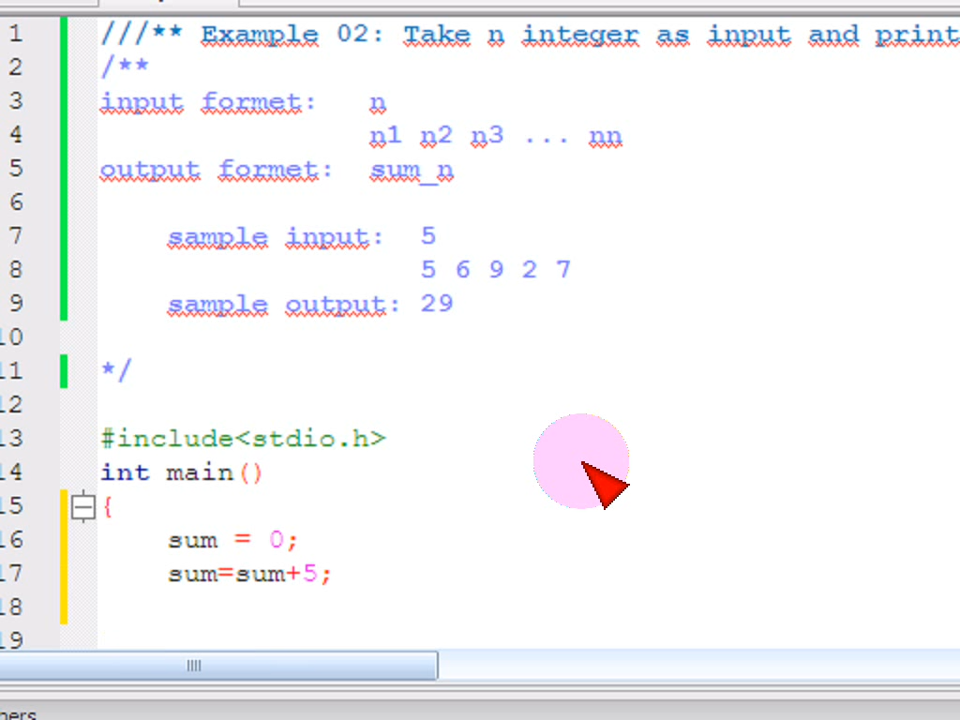 1 ///** Example 02: Take n integer as input and print
2 /**
3 input formet: n
4 n1 n2 n3 ... nn
5 output formet: sum_n
6
7 sample input: 5
8 5 6 9 2 7
9 sample output: 29
10
11 */
12
13 #include<stdio.h>
14 int main()
15 {
16 sum = 0;
17 sum=sum+5;
18
19